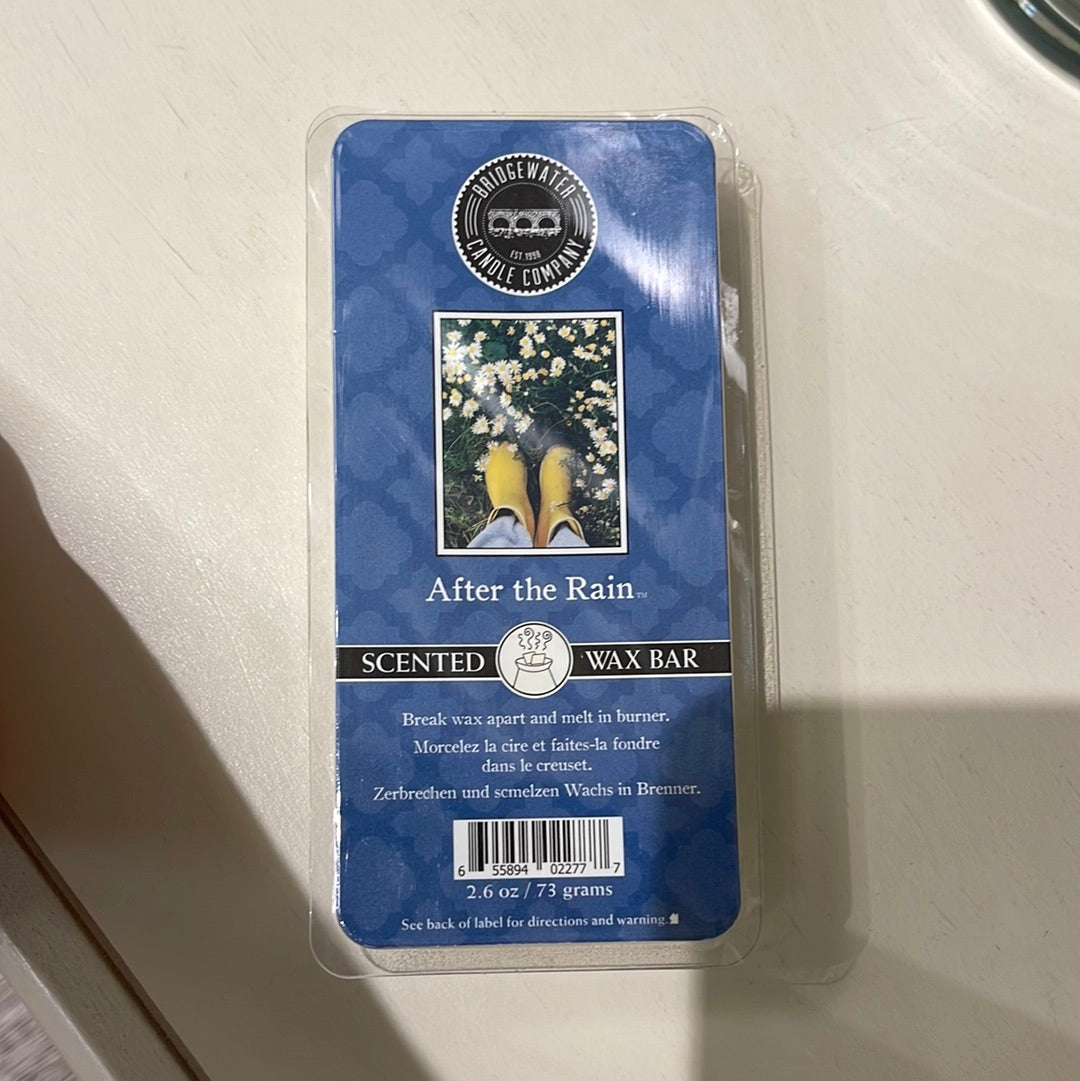 BRIDGEWATER
EST. 1998
CANDLE COMPANY
After the Rain™
SCENTED WAX BAR
Break wax apart and melt in burner.
Morcelez la cire et faites-la fondre
dans le creuset.
Zerbrechen und scmelzen Wachs in Brenner.
6 55894 02277 7
2.6 oz / 73 grams
See back of label for directions and warning.